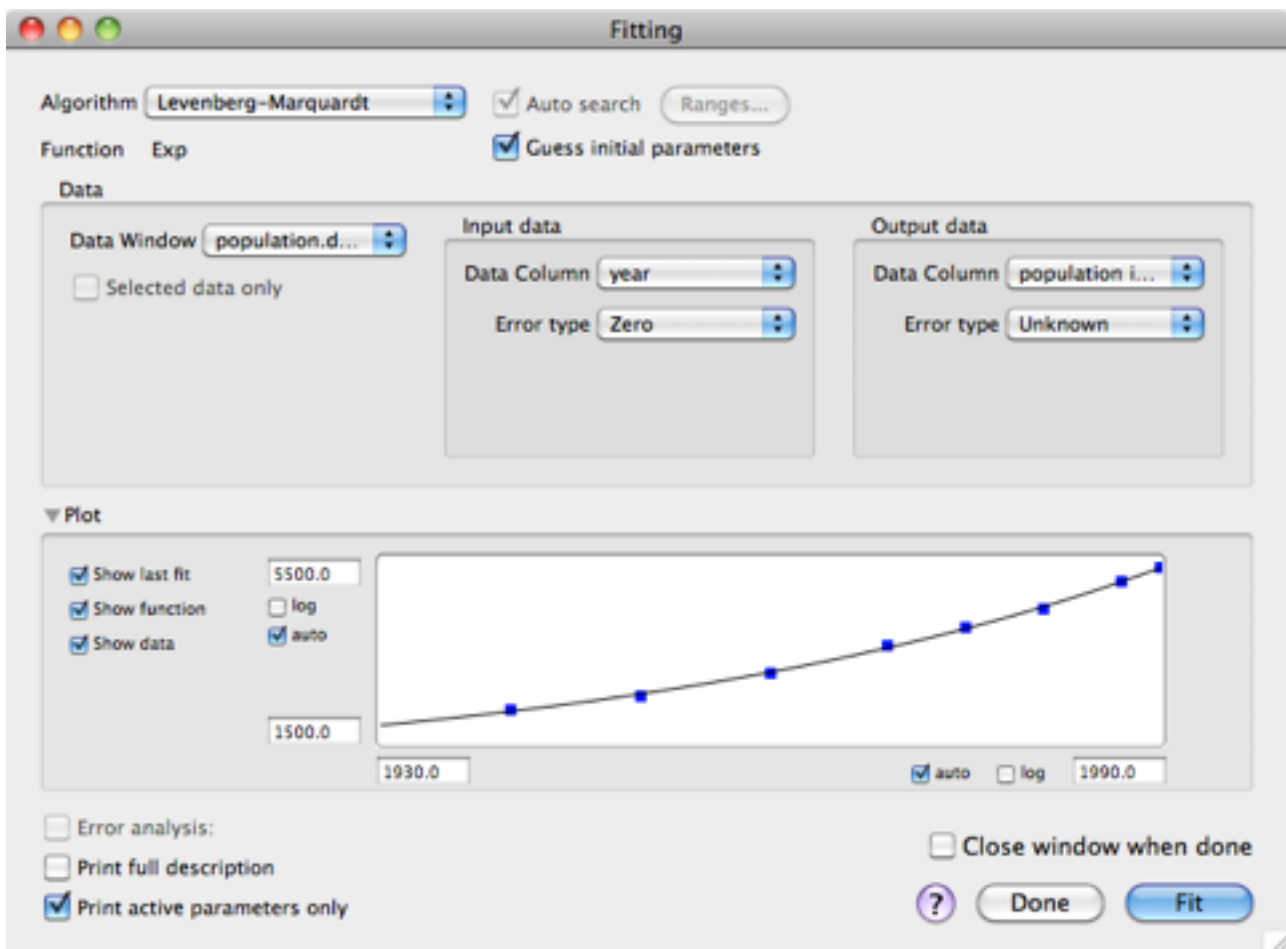 Fitting
Algorithm Levenberg-Marquardt Auto search Ranges...
Function Exp Guess initial parameters
Data
Data Window population.d...
Selected data only
Input data
Data Column year
Error type Zero
Output data
Data Column population i...
Error type Unknown
Plot
Show last fit 5500.0
Show function log
Show data auto
1500.0
1930.0 auto log 1990.0
Error analysis:
Print full description
Print active parameters only
Close window when done
? Done Fit